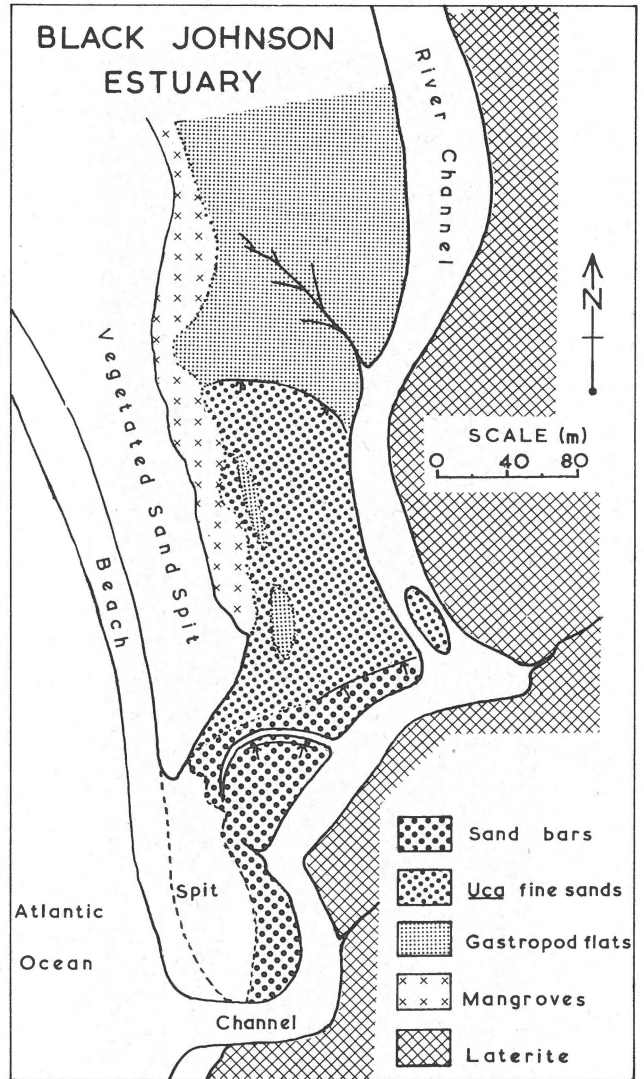 BLACK JOHNSON
ESTUARY
River Channel
N
SCALE (m)
0 40 80
Vegetated Sand Spit
Beach
Spit
Atlantic
Ocean
Channel
Sand bars
Uca fine sands
Gastropod flats
Mangroves
Laterite